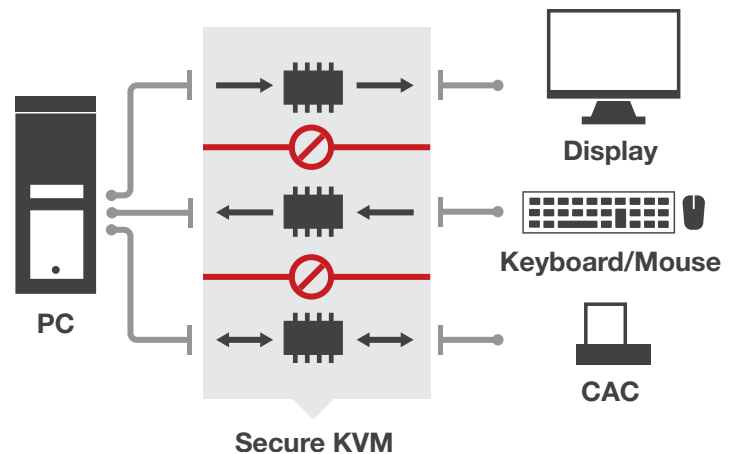 Display
Keyboard/Mouse
PC
CAC
Secure KVM